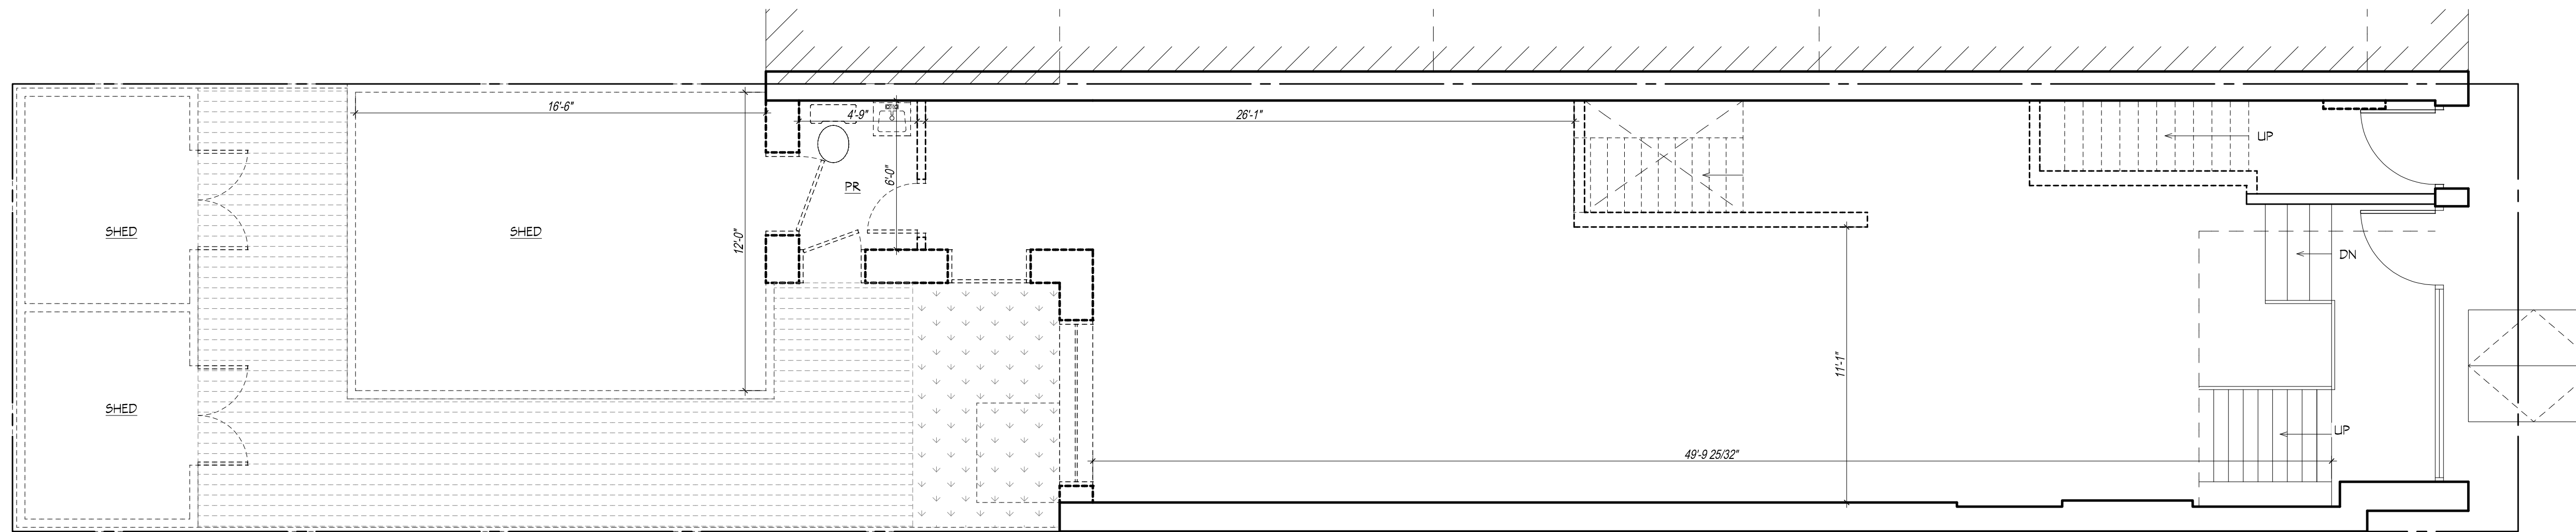 16'-6"
4'-9"
26'-1"
UP
PR
6'-0"
SHED
SHED
12'-0"
DN
11'-1"
SHED
UP
49'-9 25/32"